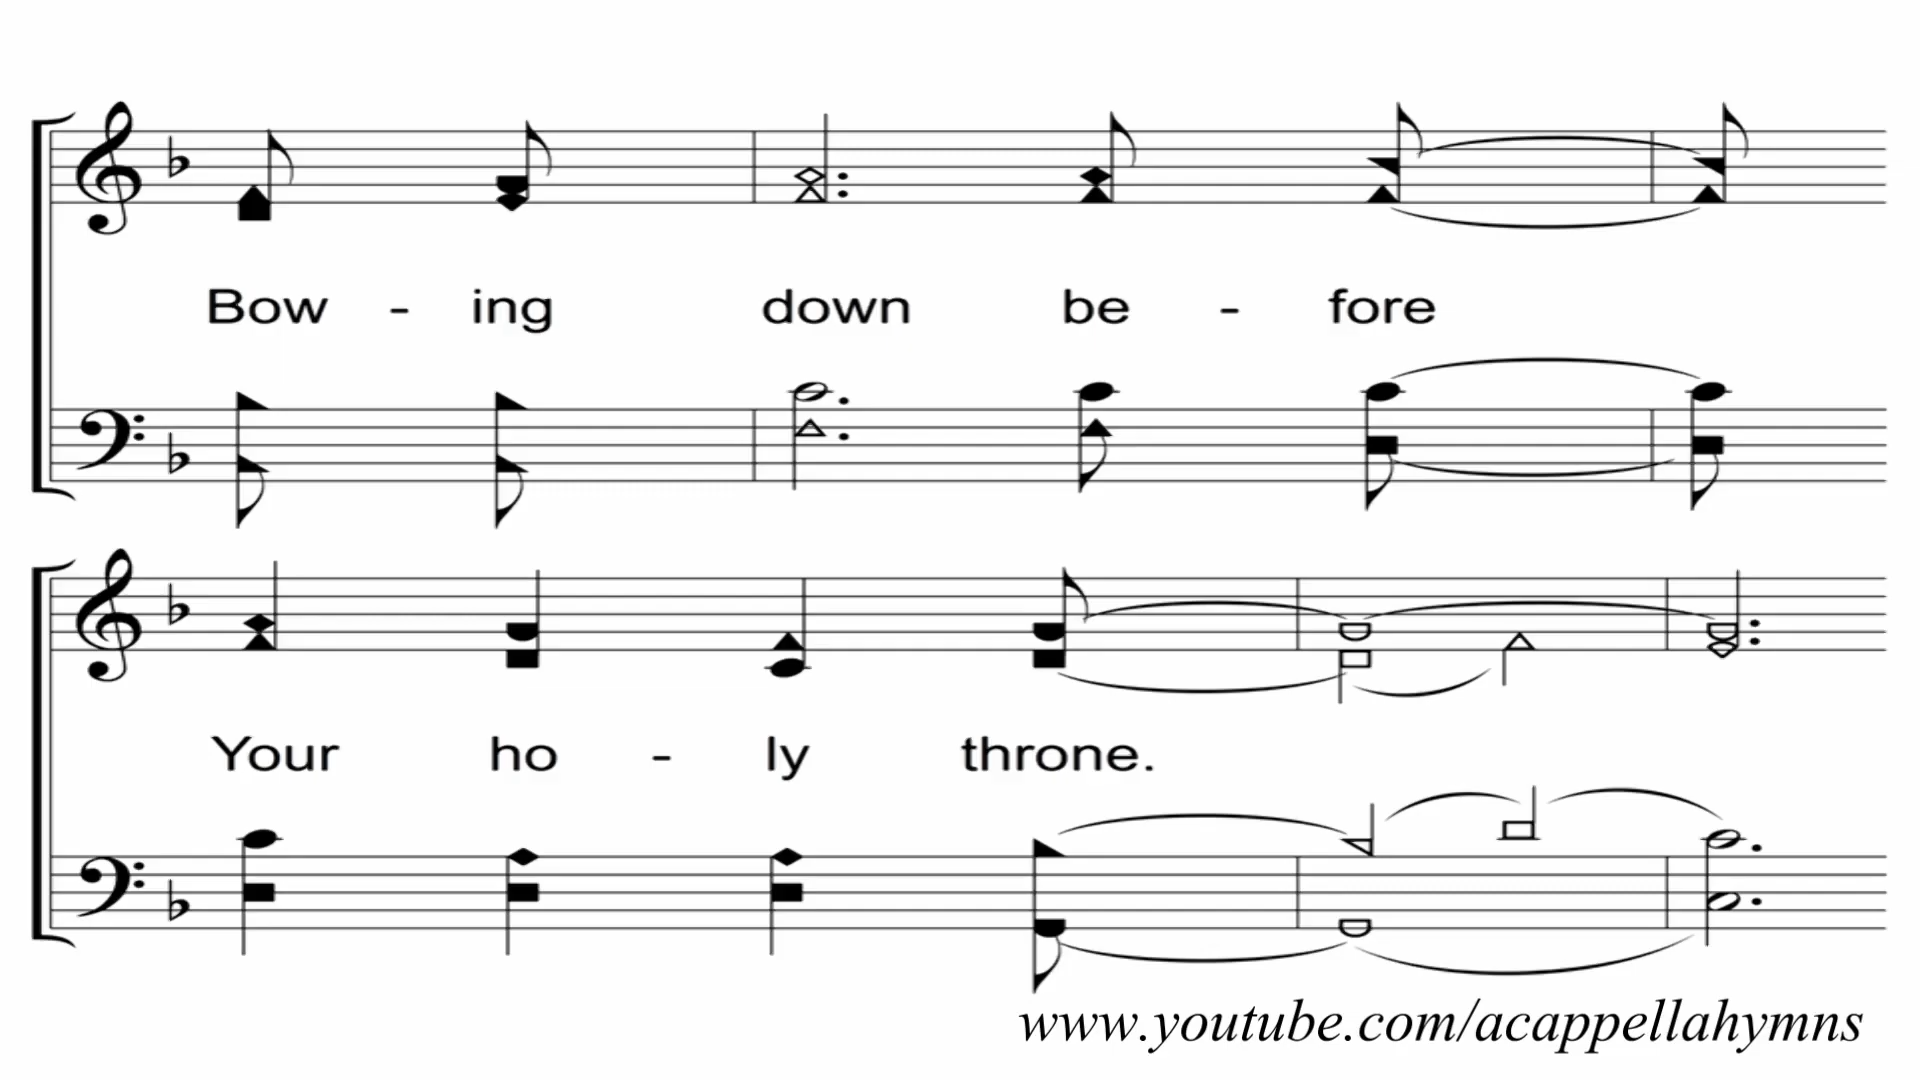 Bow - ing down be - fore
Your ho - ly throne.
www.youtube.com/acappellahymns